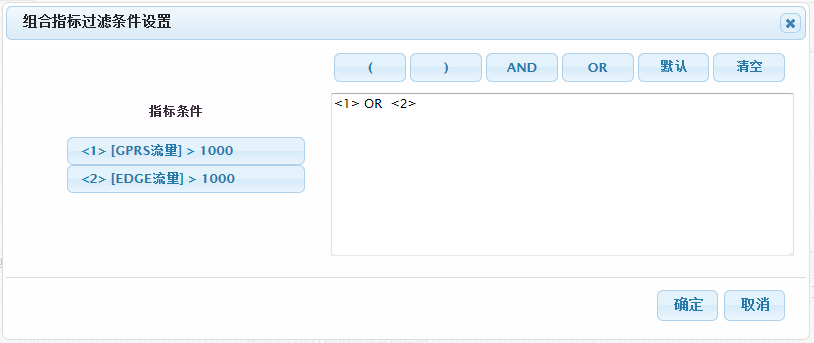 组合指标过滤条件设置
( ) AND OR 默认 清空
指标条件
<1> OR <2>
<1> [GPRS流量] > 1000
<2> [EDGE流量] > 1000
确定 取消